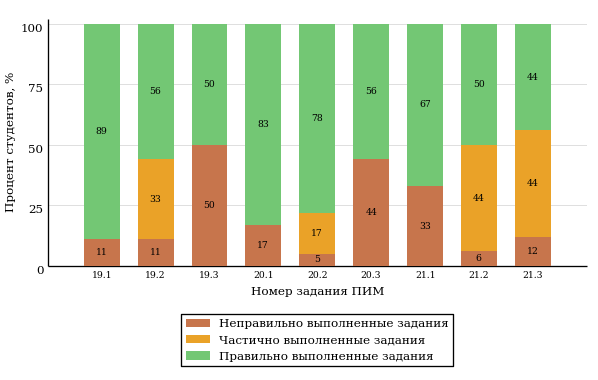 Процент студентов, %
100
75
50
25
0
89 56 50 83 78 56 67 50 44
33 17 44 44
11 11 50 17 5 44 33 6 12
19.1 19.2 19.3 20.1 20.2 20.3 21.1 21.2 21.3
Номер задания ПИМ
Неправильно выполненные задания
Частично выполненные задания
Правильно выполненные задания